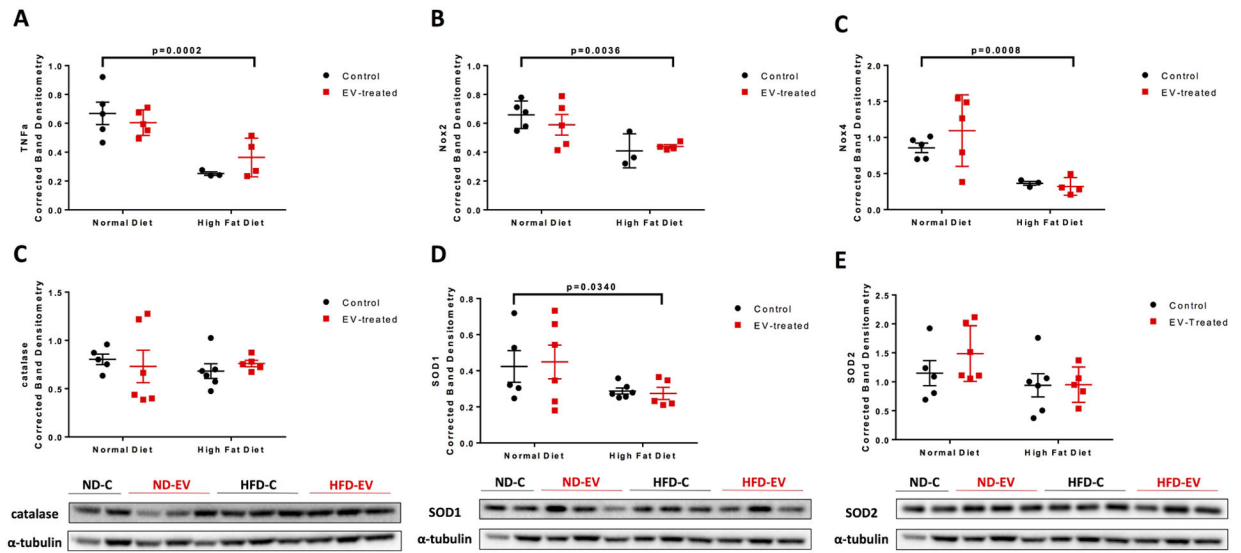 A
p=0.0002
TNFa
Corrected Band Densitometry
1.0
0.8
0.6
0.4
0.2
0.0
Normal Diet
High Fat Diet
Control
EV-treated
B
p=0.0036
Nox2
Corrected Band Densitometry
1.0
0.8
0.6
0.4
0.2
0.0
Normal Diet
High Fat Diet
Control
EV-treated
C
p=0.0008
Nox4
Corrected Band Densitometry
2.0
1.5
1.0
0.5
0.0
Normal Diet
High Fat Diet
Control
EV-treated
C
catalase
Corrected Band Densitometry
1.5
1.0
0.5
0.0
Normal Diet
High Fat Diet
Control
EV-treated
ND-C ND-EV HFD-C HFD-EV
catalase
α-tubulin
D
p=0.0340
SOD1
Corrected Band Densitometry
0.8
0.6
0.4
0.2
0.0
Normal Diet
High Fat Diet
Control
EV-treated
ND-C ND-EV HFD-C HFD-EV
SOD1
α-tubulin
E
SOD2
Corrected Band Densitometry
2.5
2.0
1.5
1.0
0.5
0.0
Normal Diet
High Fat Diet
Control
EV-Treated
ND-C ND-EV HFD-C HFD-EV
SOD2
α-tubulin